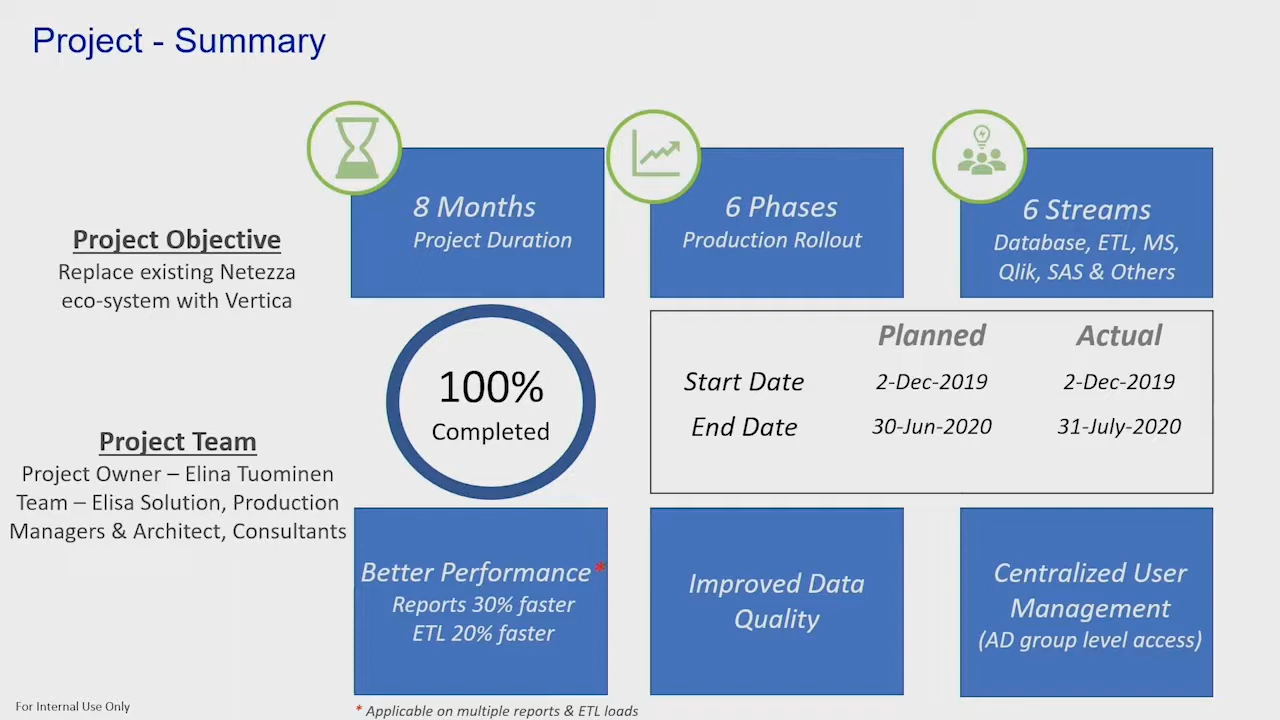 Project - Summary
8 Months
Project Duration
6 Phases
Production Rollout
6 Streams
Database, ETL, MS,
Qlik, SAS & Others
Project Objective
Replace existing Netezza
eco-system with Vertica
100%
Completed
Planned Actual
Start Date 2-Dec-2019 2-Dec-2019
End Date 30-Jun-2020 31-July-2020
Project Team
Project Owner – Elina Tuominen
Team – Elisa Solution, Production
Managers & Architect, Consultants
Better Performance*
Reports 30% faster
ETL 20% faster
Improved Data
Quality
Centralized User
Management
(AD group level access)
For Internal Use Only
* Applicable on multiple reports & ETL loads